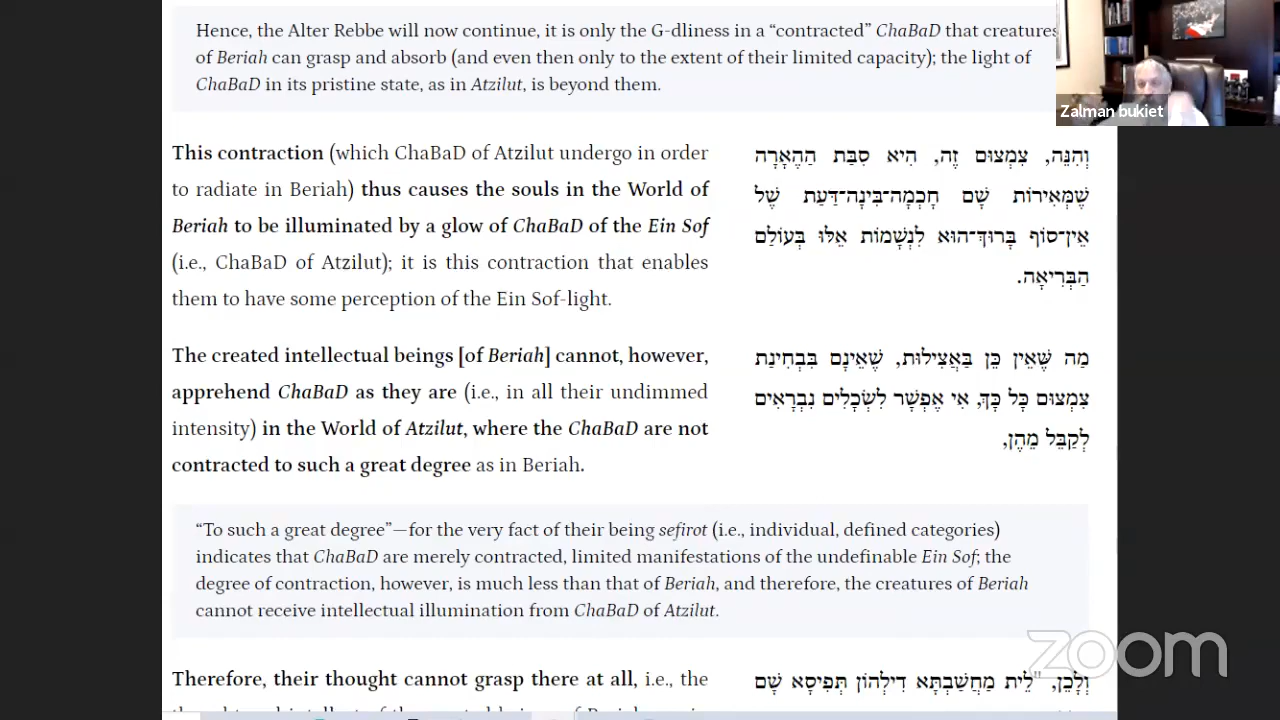 Hence, the Alter Rebbe will now continue, it is only the G-dliness in a “contracted” ChaBaD that creatures
of Beriah can grasp and absorb (and even then only to the extent of their limited capacity); the light of
ChaBaD in its pristine state, as in Atzilut, is beyond them.
Zalman bukiet
This contraction (which ChaBaD of Atzilut undergo in order
to radiate in Beriah) thus causes the souls in the World of
Beriah to be illuminated by a glow of ChaBaD of the Ein Sof
(i.e., ChaBaD of Atzilut); it is this contraction that enables
them to have some perception of the Ein Sof-light.
וְהִנֵּה, צִמְצוּם זֶה, הִיא סִבַּת הַהֶאָרָה
שֶׁמְּאִירוֹת שָׁם חָכְמָה־בִּינָה־דַּעַת שֶׁל
אֵין־סוֹף בָּרוּךְ־הוּא לִנְשָׁמוֹת אֵלּוּ בְּעוֹלַם
הַבְּרִיאָה.
The created intellectual beings [of Beriah] cannot, however,
apprehend ChaBaD as they are (i.e., in all their undimmed
intensity) in the World of Atzilut, where the ChaBaD are not
contracted to such a great degree as in Beriah.
מַה שֶּׁאֵין כֵּן בַּאֲצִילוּת, שֶׁאֵינָם בִּבְחִינַת
צִמְצוּם כָּל כָּךְ, אִי אֶפְשָׁר לִשְׂכָלִים נִבְרָאִים
לְקַבֵּל מֵהֶן,
“To such a great degree”—for the very fact of their being sefirot (i.e., individual, defined categories)
indicates that ChaBaD are merely contracted, limited manifestations of the undefinable Ein Sof; the
degree of contraction, however, is much less than that of Beriah, and therefore, the creatures of Beriah
cannot receive intellectual illumination from ChaBaD of Atzilut.
Therefore, their thought cannot grasp there at all, i.e., the
וְלָכֵן, "לֵית מַחֲשַׁבְתָּא דִילְהוֹן תְּפִיסָא שָׁם
zoom